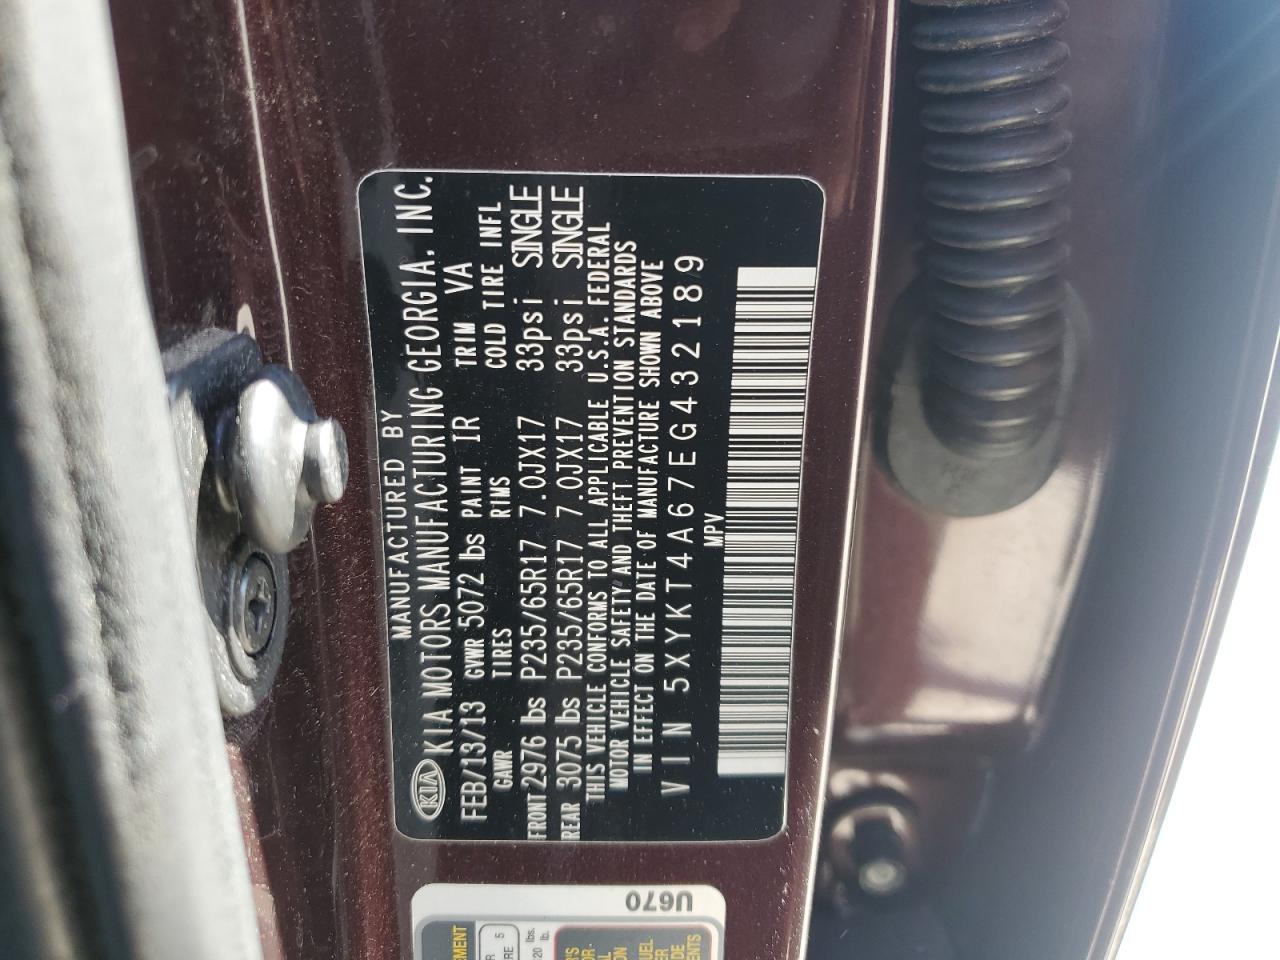 MANUFACTURED BY
KIA KIA MOTORS MANUFACTURING GEORGIA, INC.
FEB/13/13 GVWR 5072 lbs PAINT IR TRIM VA
GAWR TIRES RIMS COLD TIRE INFL
FRONT 2976 lbs P235/65R17 7.0JX17 33psi SINGLE
REAR 3075 lbs P235/65R17 7.0JX17 33psi SINGLE
THIS VEHICLE CONFORMS TO ALL APPLICABLE U.S.A. FEDERAL
MOTOR VEHICLE SAFETY AND THEFT PREVENTION STANDARDS
IN EFFECT ON THE DATE OF MANUFACTURE SHOWN ABOVE
VIN 5XYKT4A67EG432189
MPV
U670